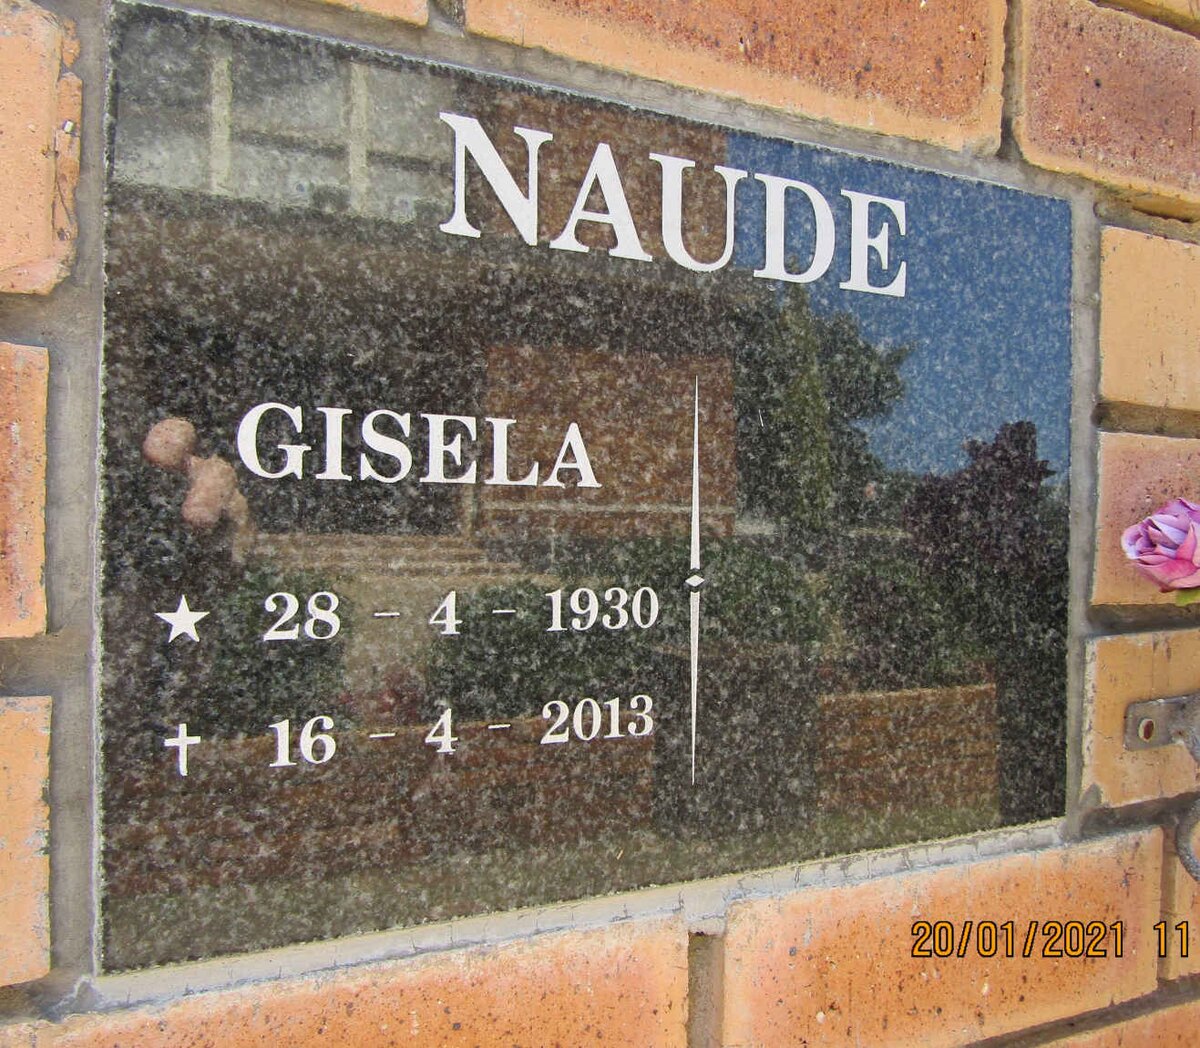 NAUDE
GISELA
★ 28 - 4 - 1930
✝ 16 - 4 - 2013
20/01/2021 11